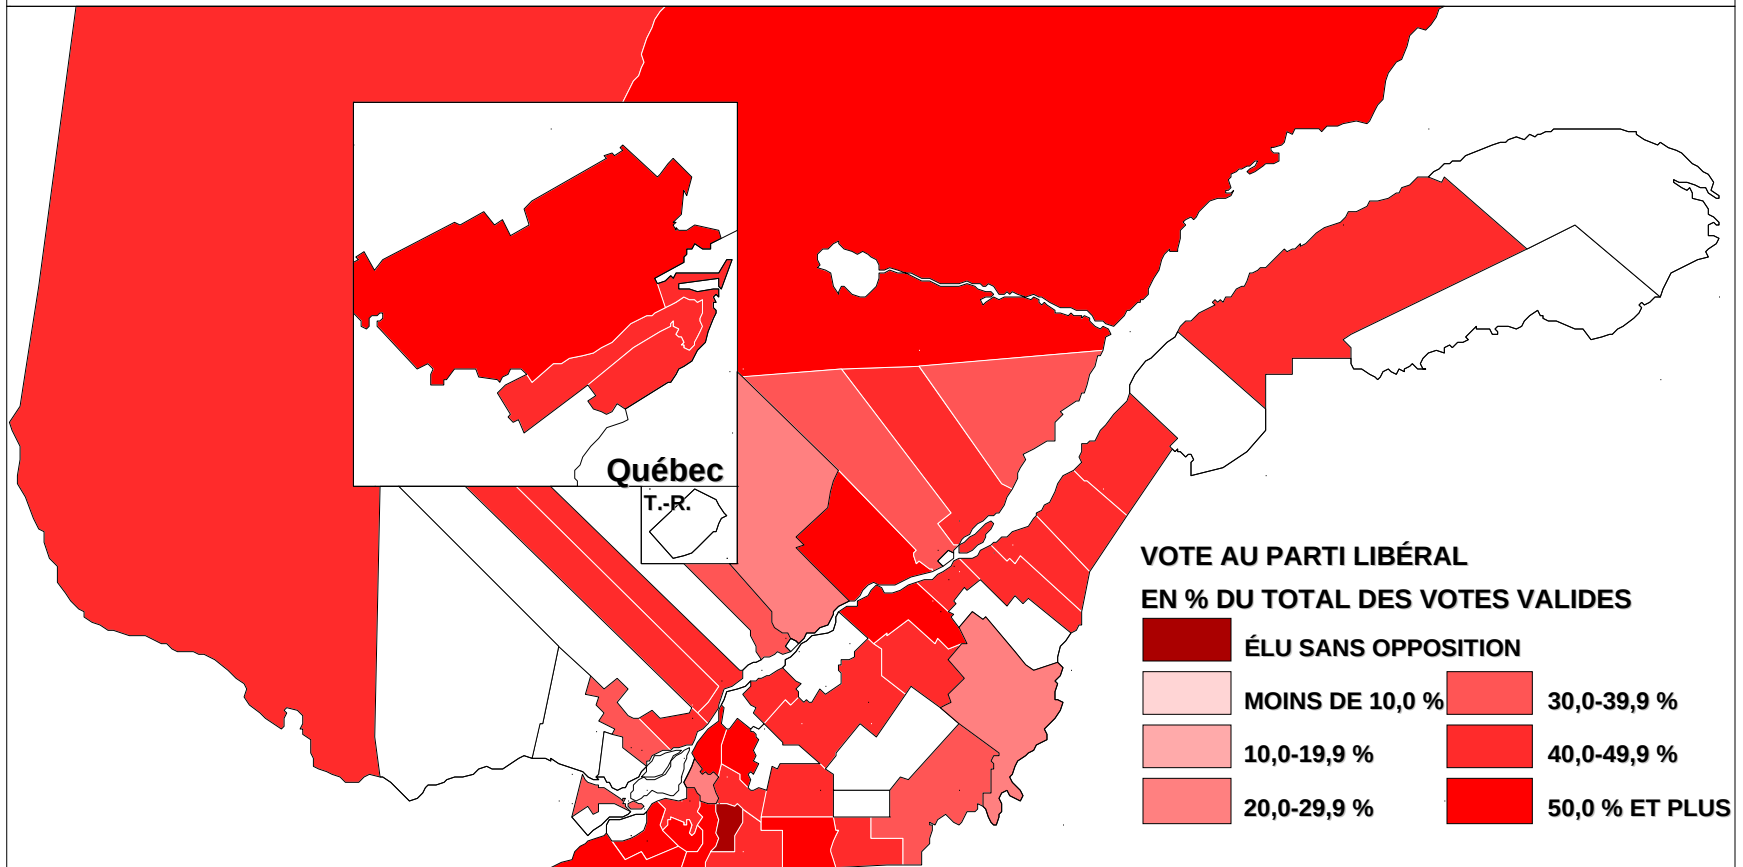 Québec
T.-R.
VOTE AU PARTI LIBÉRAL
EN % DU TOTAL DES VOTES VALIDES
ÉLU SANS OPPOSITION
MOINS DE 10,0 %
10,0-19,9 %
20,0-29,9 %
30,0-39,9 %
40,0-49,9 %
50,0 % ET PLUS